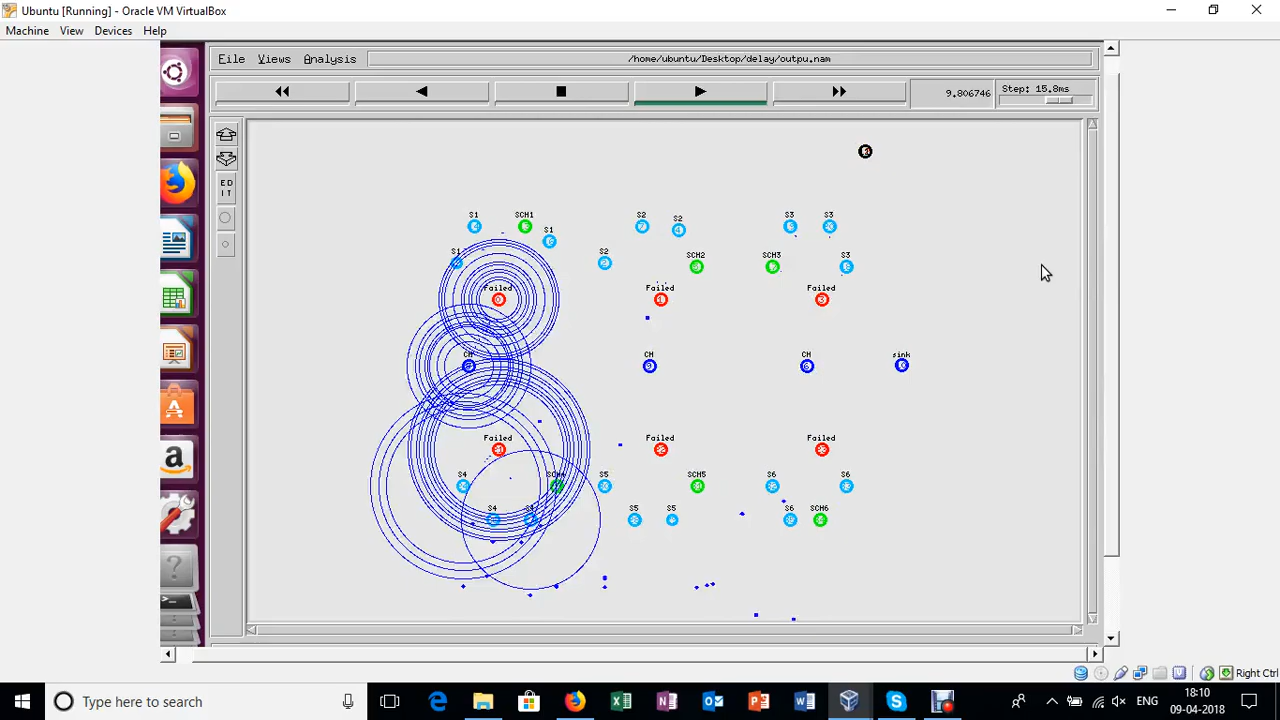 Ubuntu [Running] - Oracle VM VirtualBox
Machine View Devices Help
File Views Analysis /home/ubuntu/Desktop/delay/outpu.nam
9.806746 Step: 15.8ms
ED
IT
S1 SCH1 S2 S2 S3 S3
S1
S1 S2 SCH2 SCH3 S3
Failed Failed Failed
CH CH CH sink
Failed Failed Failed
S4 S5 SCH5 S6 S6
S4 S5 S5 S6 SCH6
Right Ctrl
Type here to search
ENG
18:10
09-04-2018